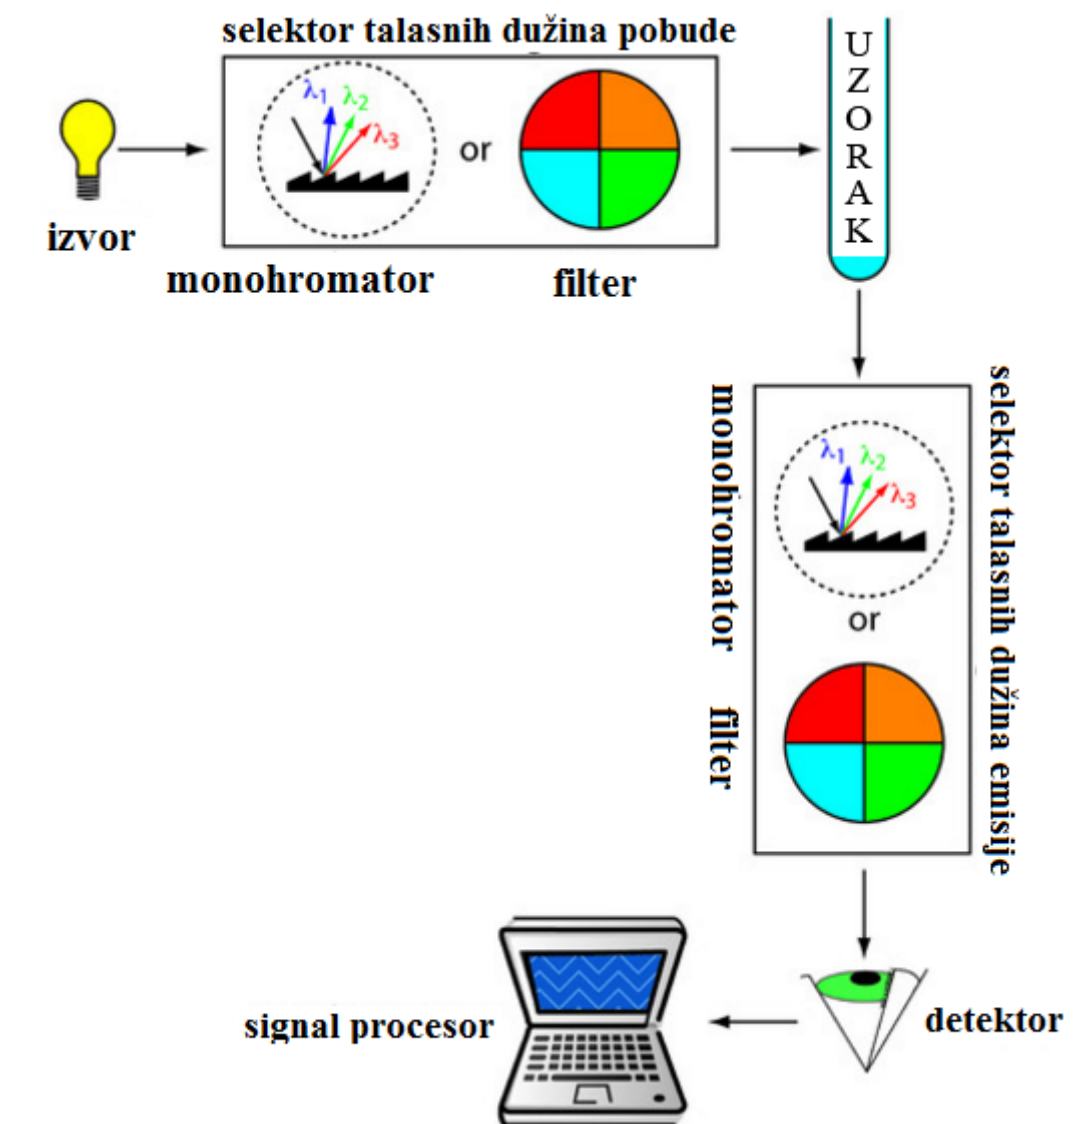 selektor talasnih dužina pobude
λ1 λ2 λ3
or
izvor
monohromator
filter
UZORAK
selektor talasnih dužina emisije
monohromator
filter
λ1 λ2 λ3
or
detektor
signal procesor